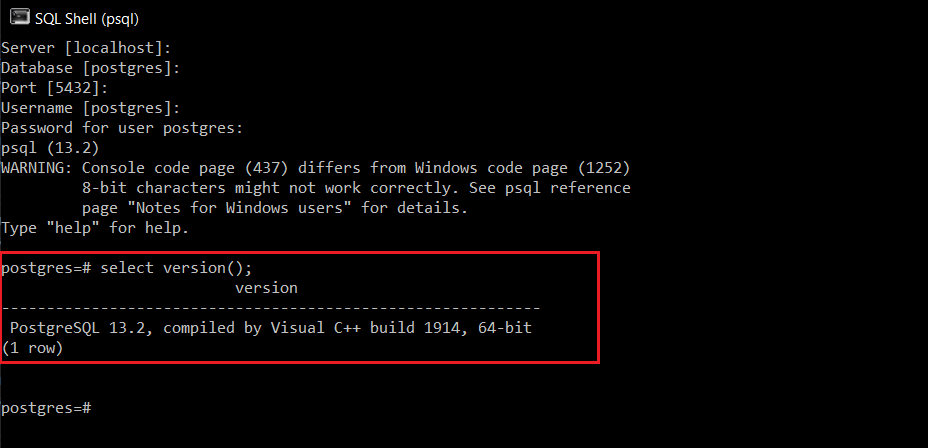 SQL Shell (psql)
Server [localhost]:
Database [postgres]:
Port [5432]:
Username [postgres]:
Password for user postgres:
psql (13.2)
WARNING: Console code page (437) differs from Windows code page (1252)
         8-bit characters might not work correctly. See psql reference
         page "Notes for Windows users" for details.
Type "help" for help.
postgres=# select version();
                          version
------------------------------------------------------------
 PostgreSQL 13.2, compiled by Visual C++ build 1914, 64-bit
(1 row)
postgres=#